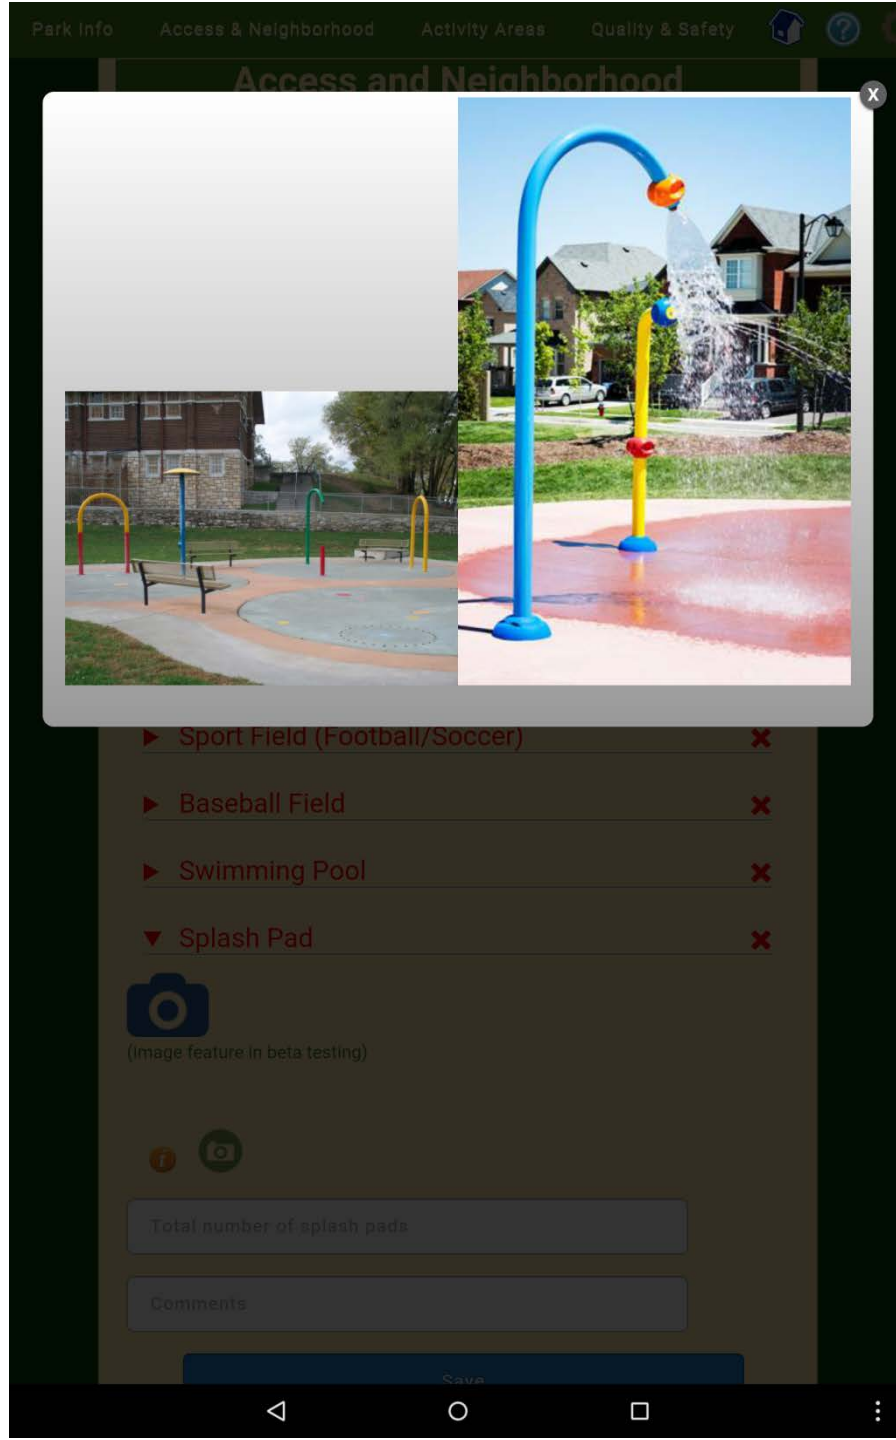 Park Info Access & Neighborhood Activity Areas Quality & Safety
Access and Neighborhood
X
Sport Field (Football/Soccer)
Baseball Field
Swimming Pool
Splash Pad
(Image feature in beta testing)
Total number of splash pads
Comments
Save